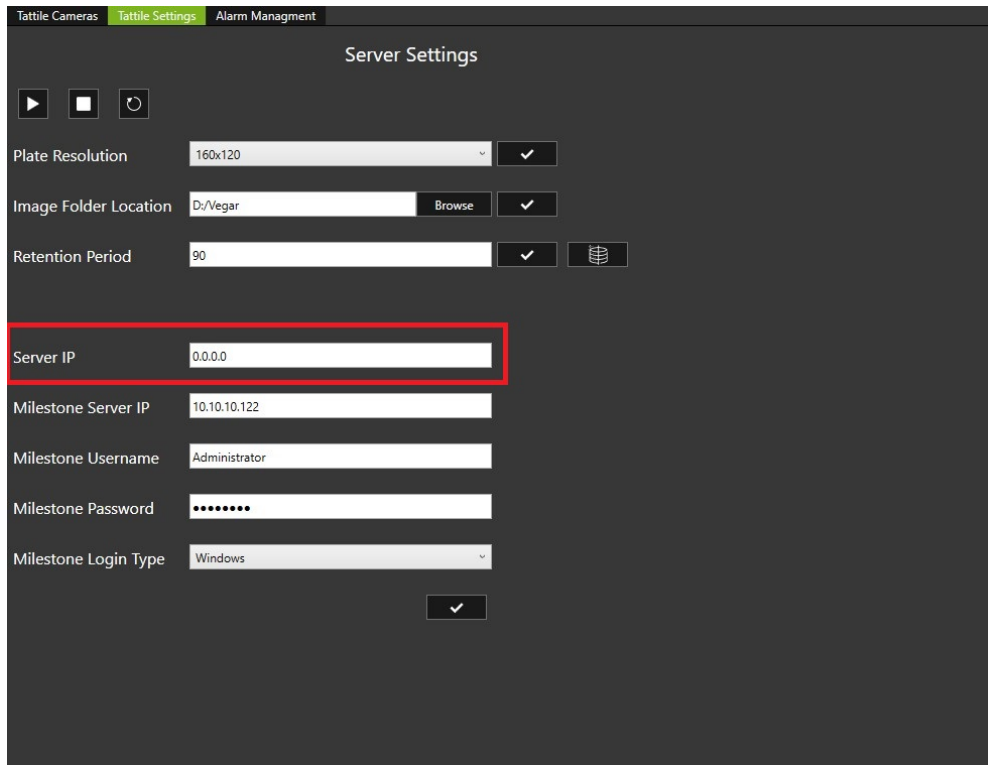 Tattile Cameras Tattile Settings Alarm Managment
Server Settings
Plate Resolution 160x120
Image Folder Location D:/Vegar Browse
Retention Period 90
Server IP 0.0.0.0
Milestone Server IP 10.10.10.122
Milestone Username Administrator
Milestone Password ••••••••
Milestone Login Type Windows